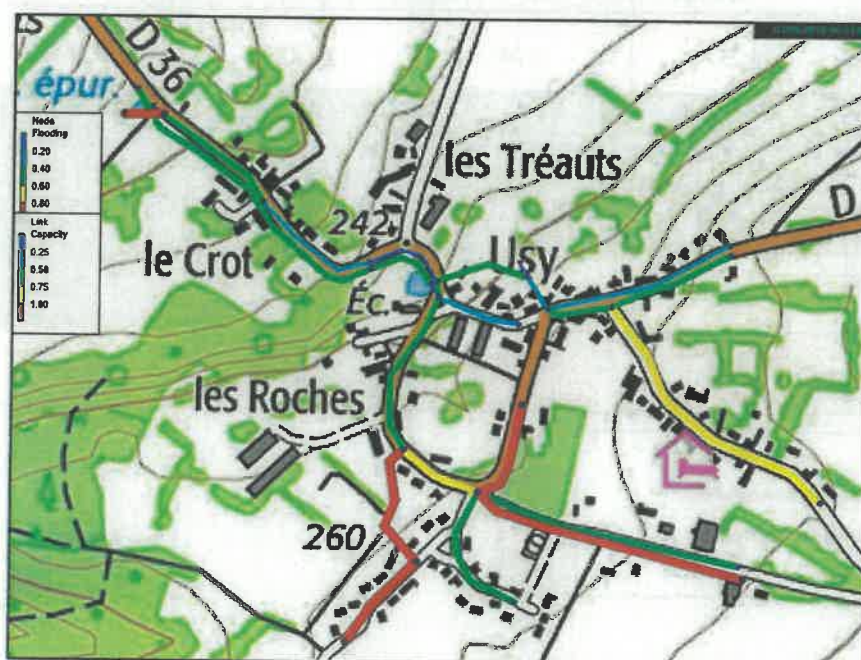 D 36
épur.
Node
Flooding
0.20
0.40
0.60
0.80
Link
Capacity
0.25
0.50
0.75
1.00
les Tréauts
242
le Crot
Usy
D
Éc.
les Roches
260